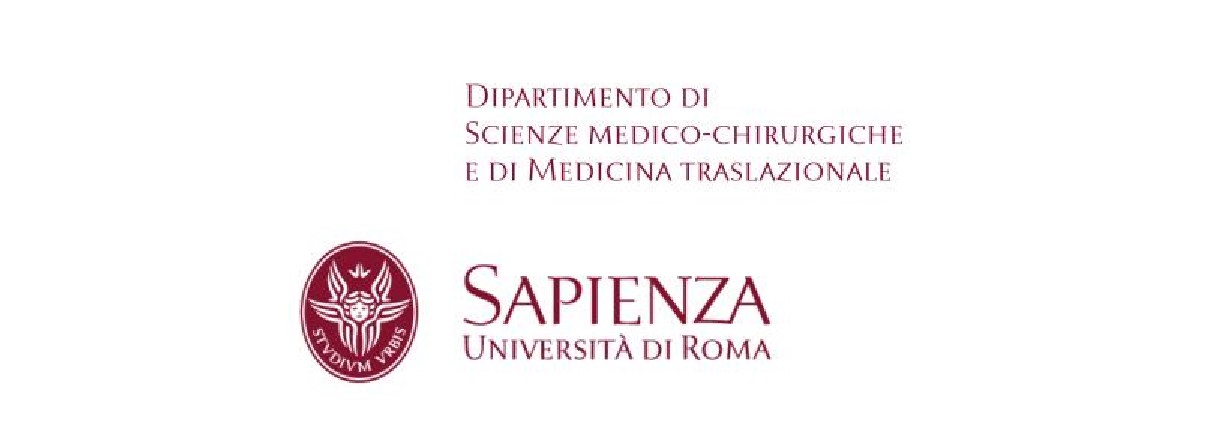 DIPARTIMENTO DI
SCIENZE MEDICO-CHIRURGICHE
E DI MEDICINA TRASLAZIONALE
SAPIENZA
UNIVERSITÀ DI ROMA
STVDIVM VRBIS